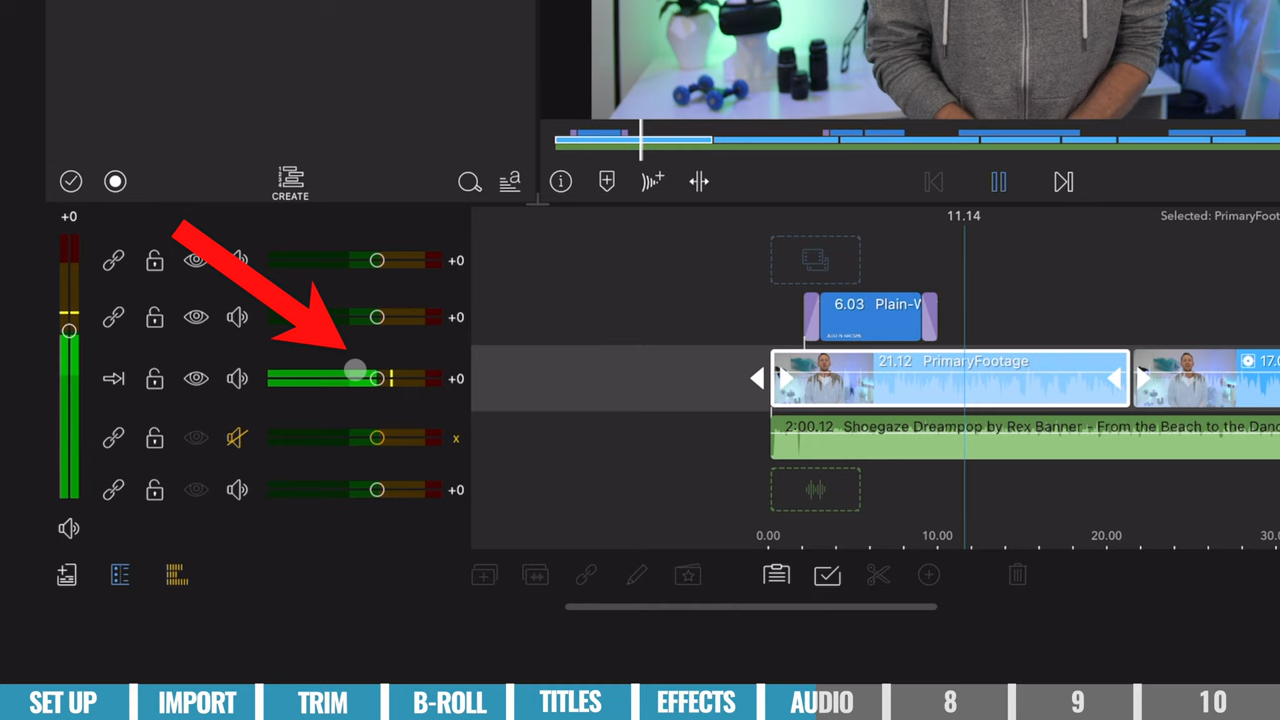 CREATE
+0
11.14
Selected: PrimaryFoot
+0
6.03 Plain-W
+0
21.12 PrimaryFootage
17.0
+0
2:00.12 Shoegaze Dreampop by Rex Banner - From the Beach to the Danc
x
+0
0.00 10.00 20.00 30.0
SET UP IMPORT TRIM B-ROLL TITLES EFFECTS AUDIO 8 9 10